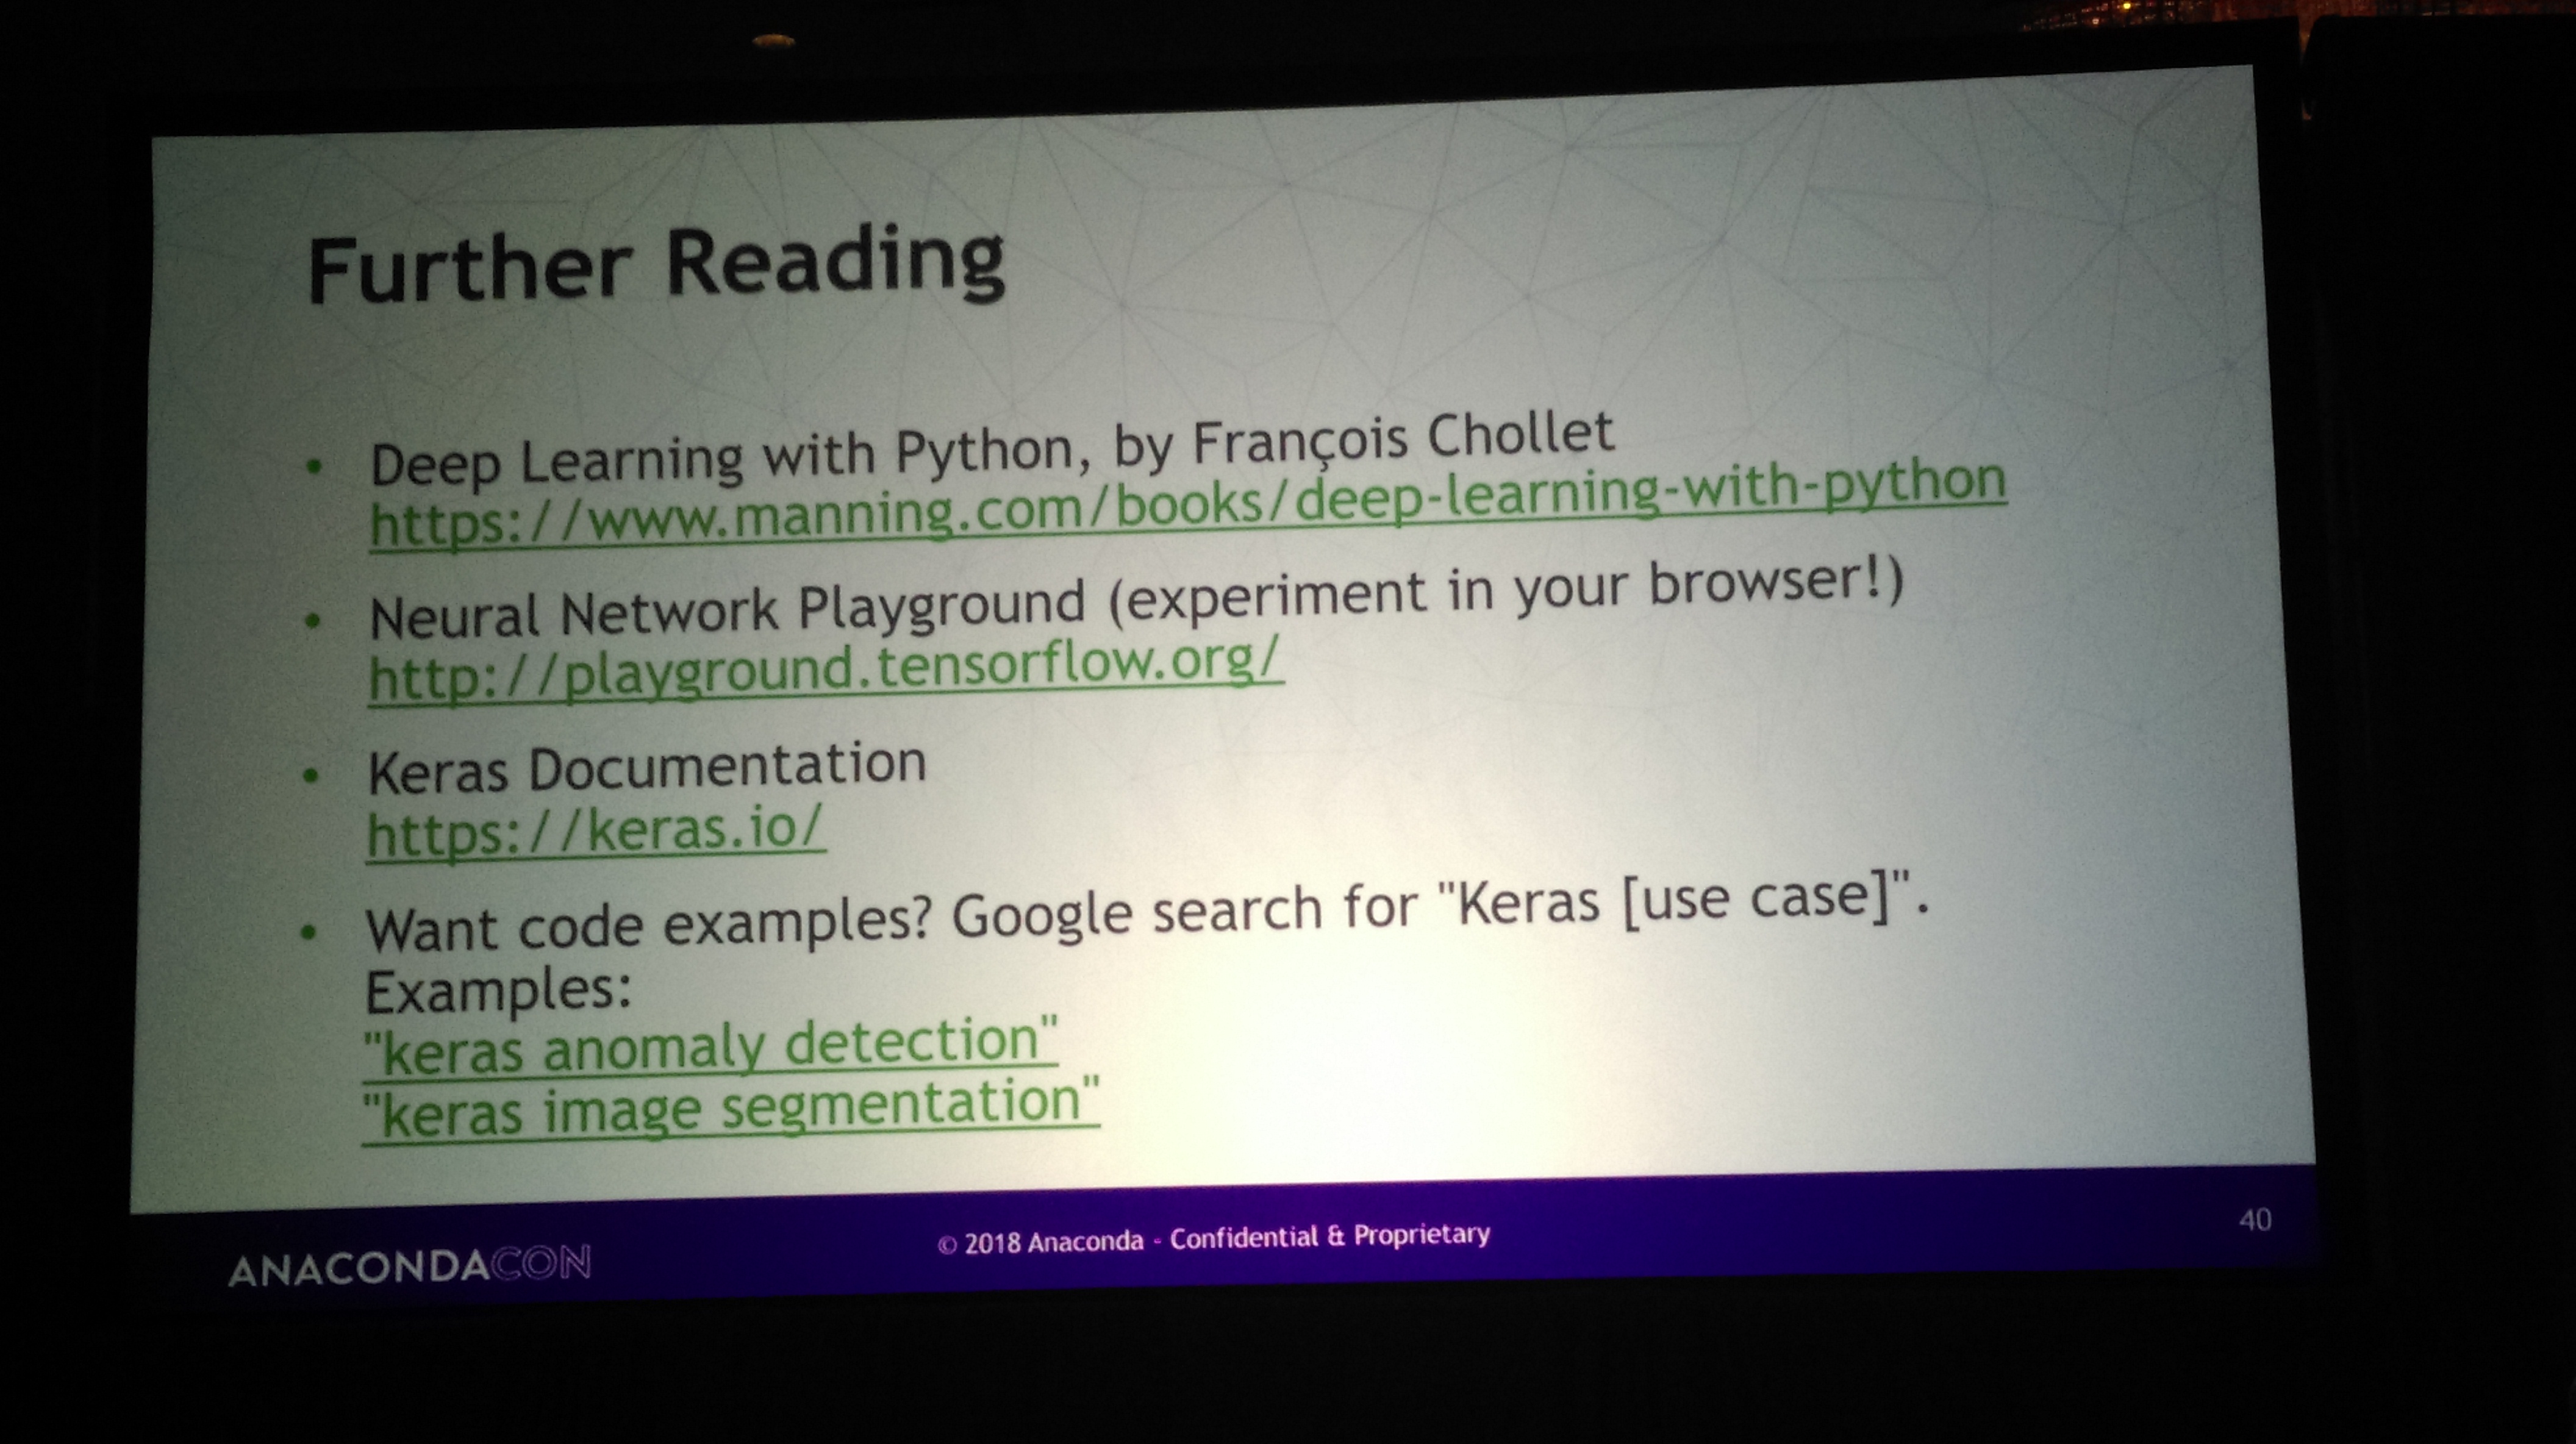 Further Reading
• Deep Learning with Python, by François Chollet
https://www.manning.com/books/deep-learning-with-python
• Neural Network Playground (experiment in your browser!)
http://playground.tensorflow.org/
• Keras Documentation
https://keras.io/
• Want code examples? Google search for "Keras [use case]".
Examples:
"keras anomaly detection"
"keras image segmentation"
ANACONDACON
© 2018 Anaconda - Confidential & Proprietary
40